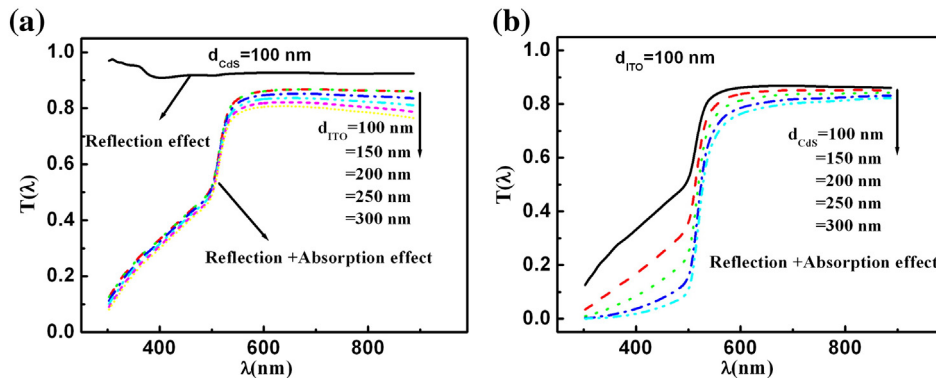 (a)
d_CdS=100 nm
Reflection effect
d_ITO=100 nm
=150 nm
=200 nm
=250 nm
=300 nm
Reflection +Absorption effect
T(λ)
1.0
0.8
0.6
0.4
0.2
0.0
400
600
800
λ(nm)
(b)
d_ITO=100 nm
d_CdS=100 nm
=150 nm
=200 nm
=250 nm
=300 nm
Reflection +Absorption effect
T(λ)
1.0
0.8
0.6
0.4
0.2
0.0
400
600
800
λ(nm)